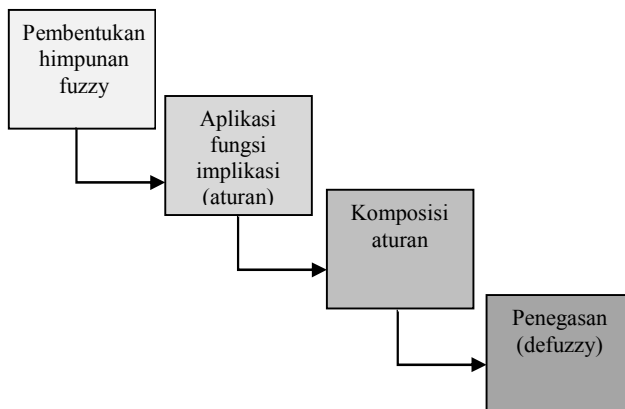 Pembentukan
himpunan
fuzzy
Aplikasi
fungsi
implikasi
(aturan)
Komposisi
aturan
Penegasan
(defuzzy)